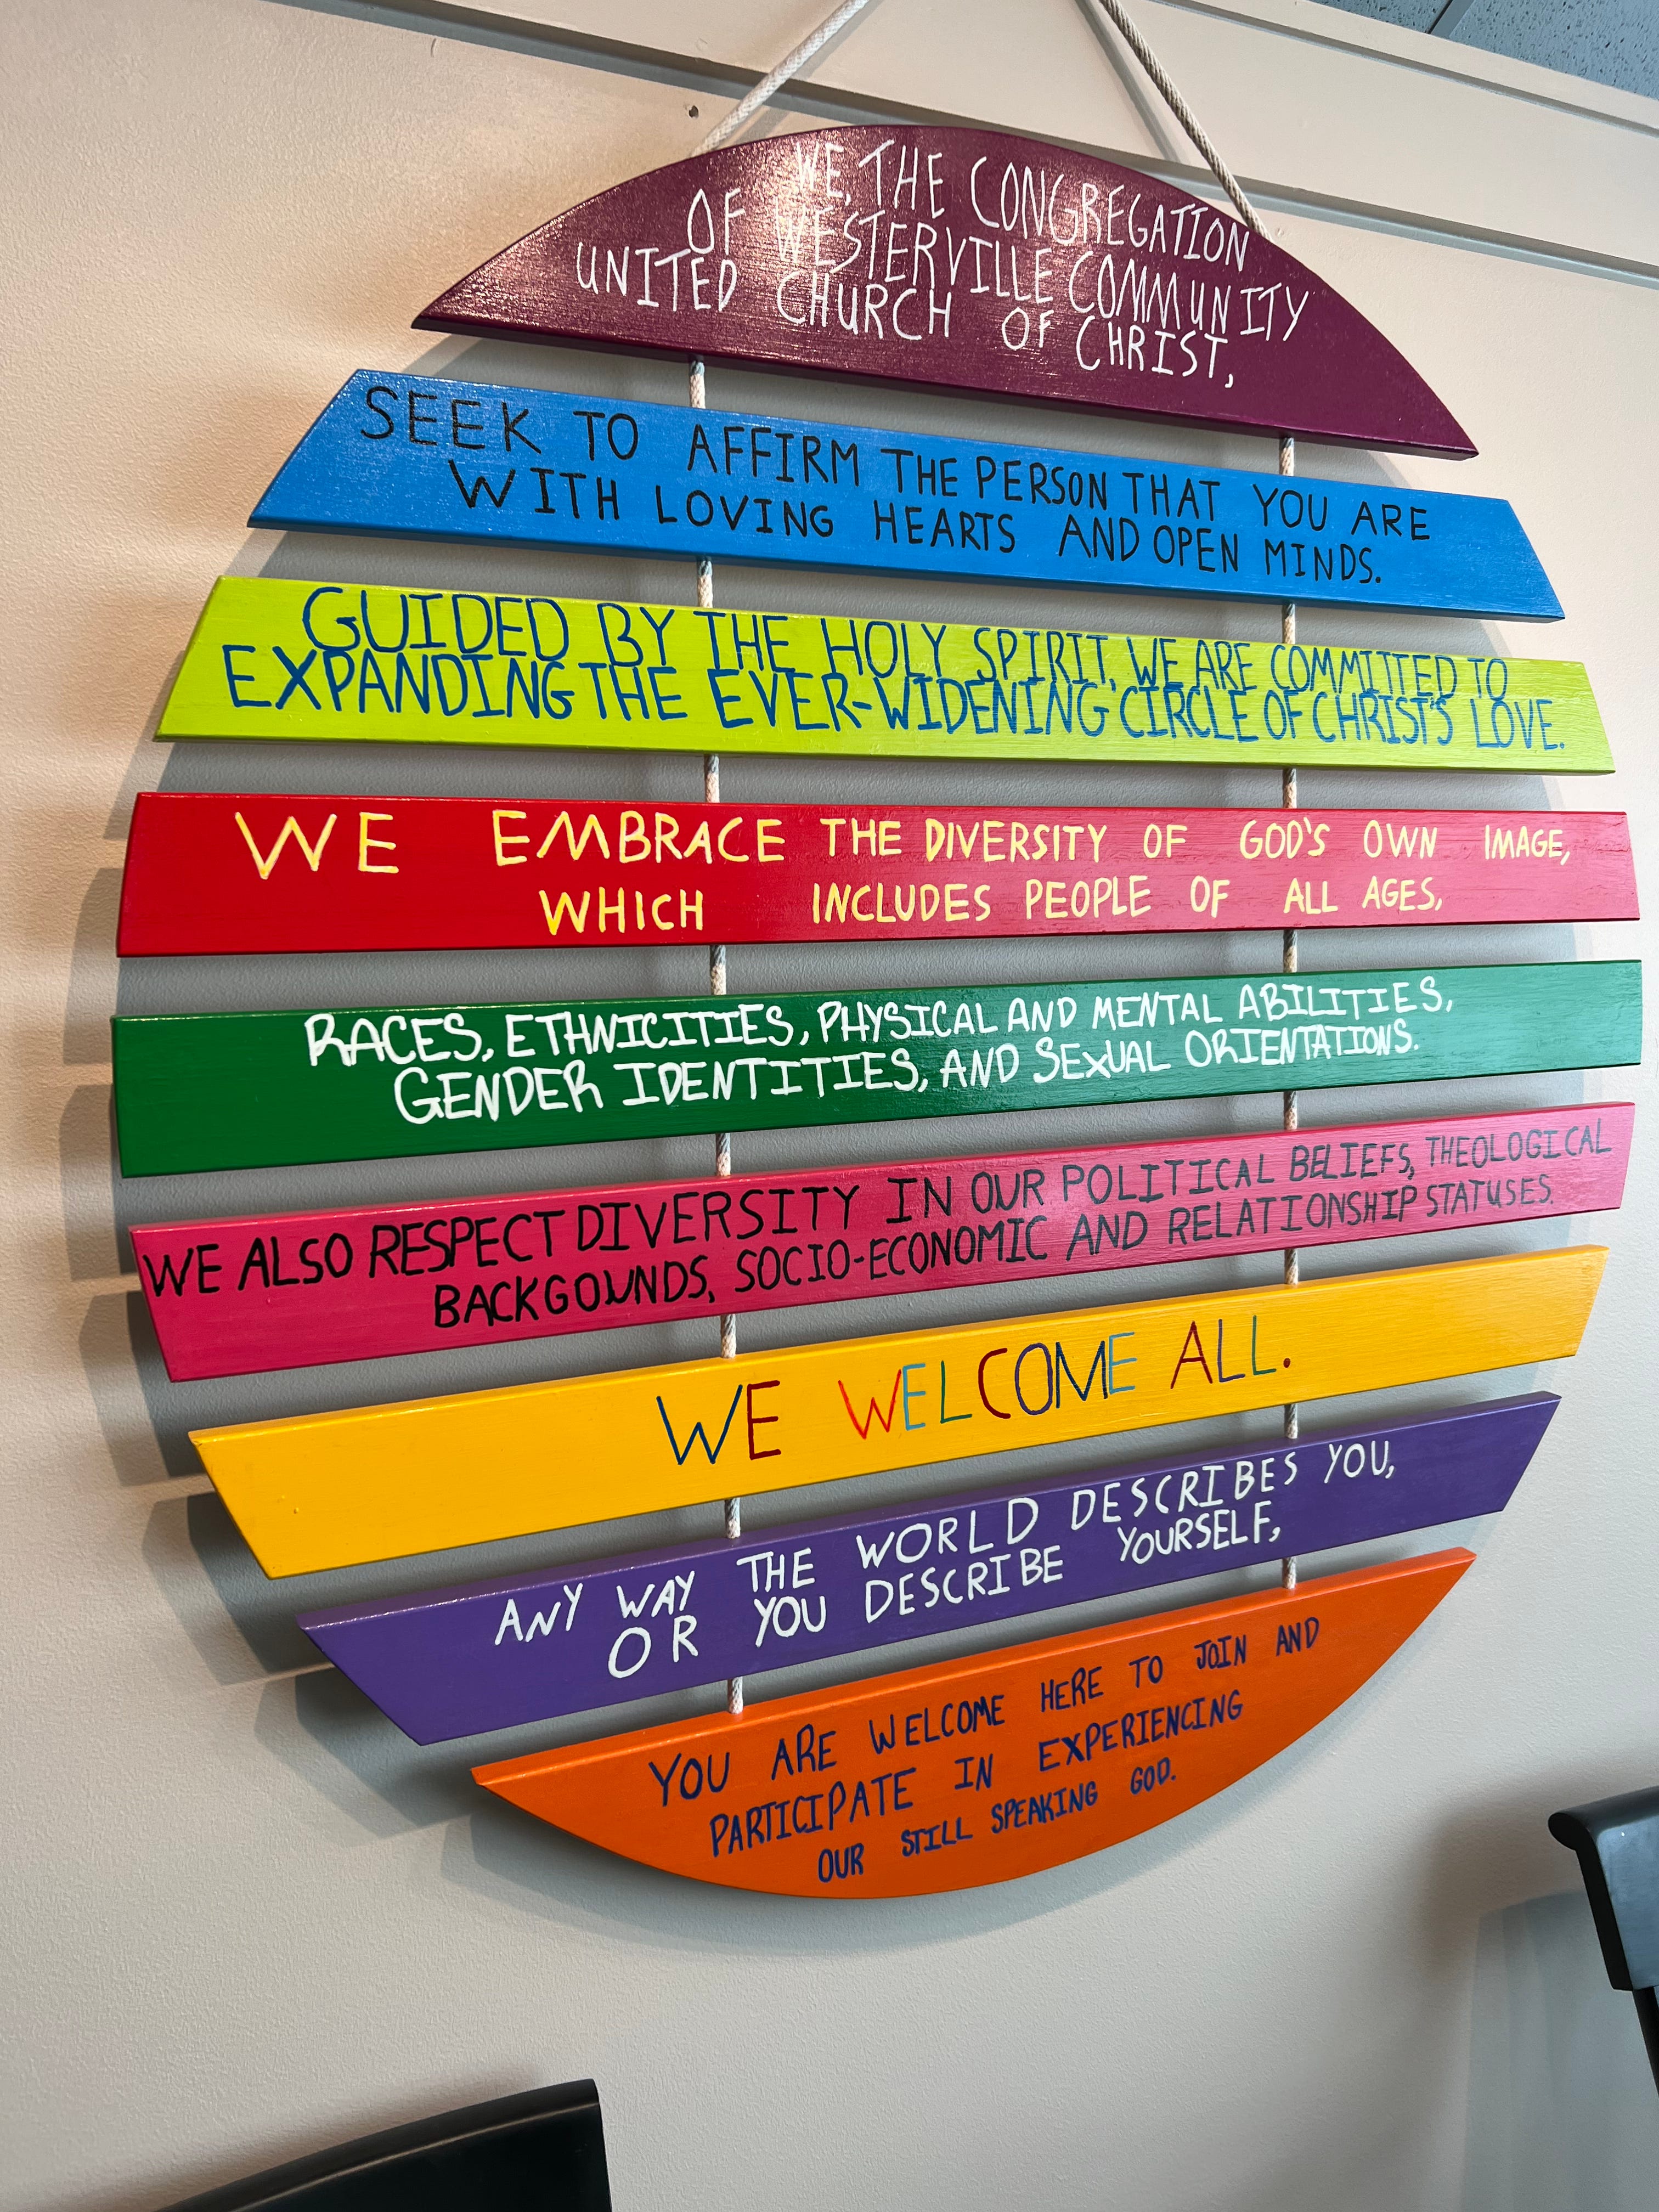 WE, THE CONGREGATION
OF WESTERVILLE COMMUNITY
UNITED CHURCH OF CHRIST,
SEEK TO AFFIRM THE PERSON THAT YOU ARE
WITH LOVING HEARTS AND OPEN MINDS.
GUIDED BY THE HOLY SPIRIT, WE ARE COMMITTED TO
EXPANDING THE EVER-WIDENING CIRCLE OF CHRIST'S LOVE.
WE EMBRACE THE DIVERSITY OF GOD'S OWN IMAGE,
WHICH INCLUDES PEOPLE OF ALL AGES,
RACES, ETHNICITIES, PHYSICAL AND MENTAL ABILITIES,
GENDER IDENTITIES, AND SEXUAL ORIENTATIONS.
WE ALSO RESPECT DIVERSITY IN OUR POLITICAL BELIEFS, THEOLOGICAL
BACKGOUNDS, SOCIO-ECONOMIC AND RELATIONSHIP STATUSES.
WE WELCOME ALL.
ANY WAY THE WORLD DESCRIBES YOU,
OR YOU DESCRIBE YOURSELF,
YOU ARE WELCOME HERE TO JOIN AND
PARTICIPATE IN EXPERIENCING
OUR STILL SPEAKING GOD.